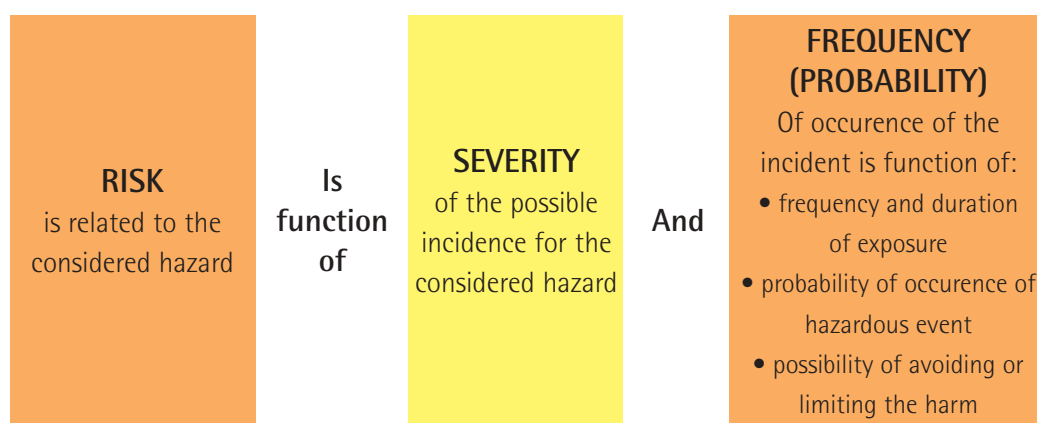 RISK
is related to the
considered hazard
Is
function
of
SEVERITY
of the possible
incidence for the
considered hazard
And
FREQUENCY
(PROBABILITY)
Of occurence of the
incident is function of:
• frequency and duration
of exposure
• probability of occurence of
hazardous event
• possibility of avoiding or
limiting the harm